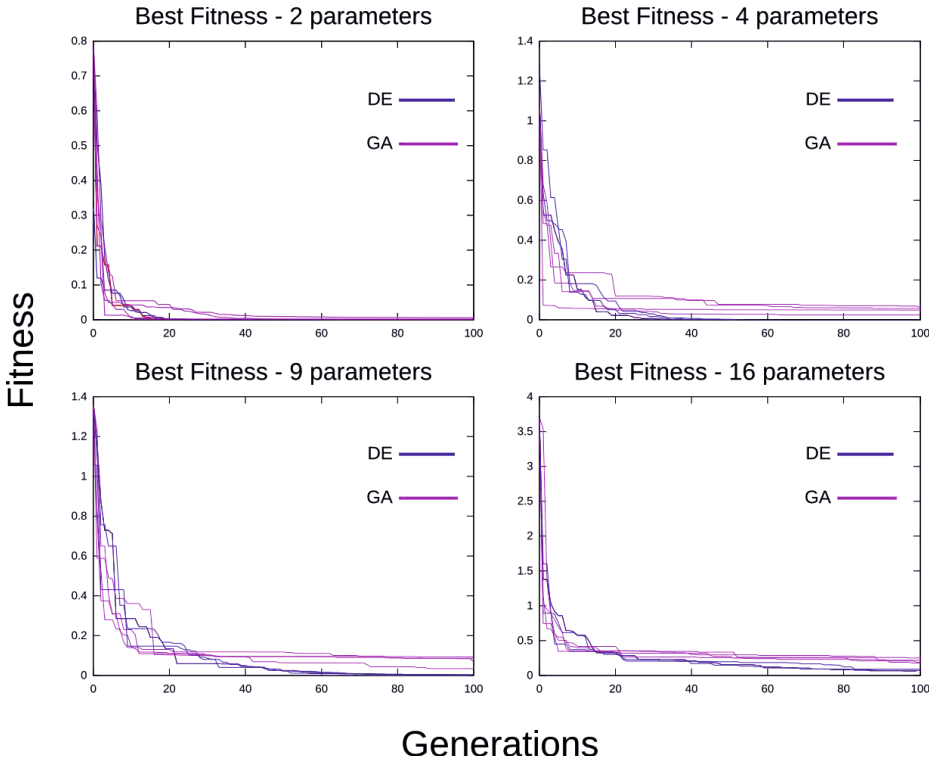 Best Fitness - 2 parameters
0.8
0.7
0.6
0.5
0.4
0.3
0.2
0.1
0
0 20 40 60 80 100
DE
GA
Best Fitness - 4 parameters
1.4
1.2
1
0.8
0.6
0.4
0.2
0
0 20 40 60 80 100
DE
GA
Fitness
Best Fitness - 9 parameters
1.4
1.2
1
0.8
0.6
0.4
0.2
0
0 20 40 60 80 100
DE
GA
Best Fitness - 16 parameters
4
3.5
3
2.5
2
1.5
1
0.5
0
0 20 40 60 80 100
DE
GA
Generations